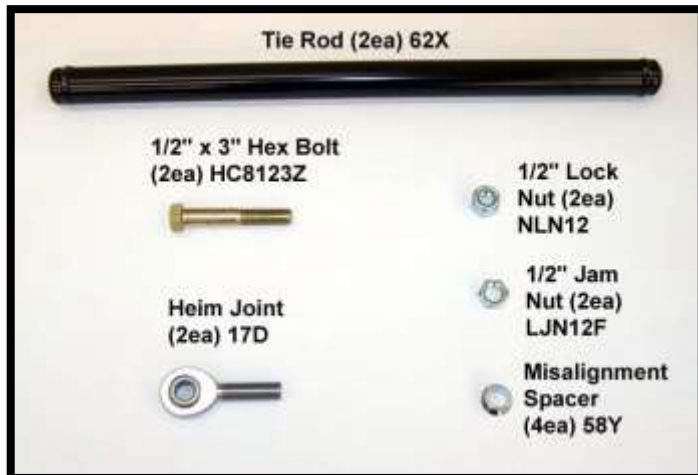 Tie Rod (2ea) 62X
1/2" x 3" Hex Bolt
(2ea) HC8123Z
1/2" Lock
Nut (2ea)
NLN12
Heim Joint
(2ea) 17D
1/2" Jam
Nut (2ea)
LJN12F
Misalignment
Spacer
(4ea) 58Y